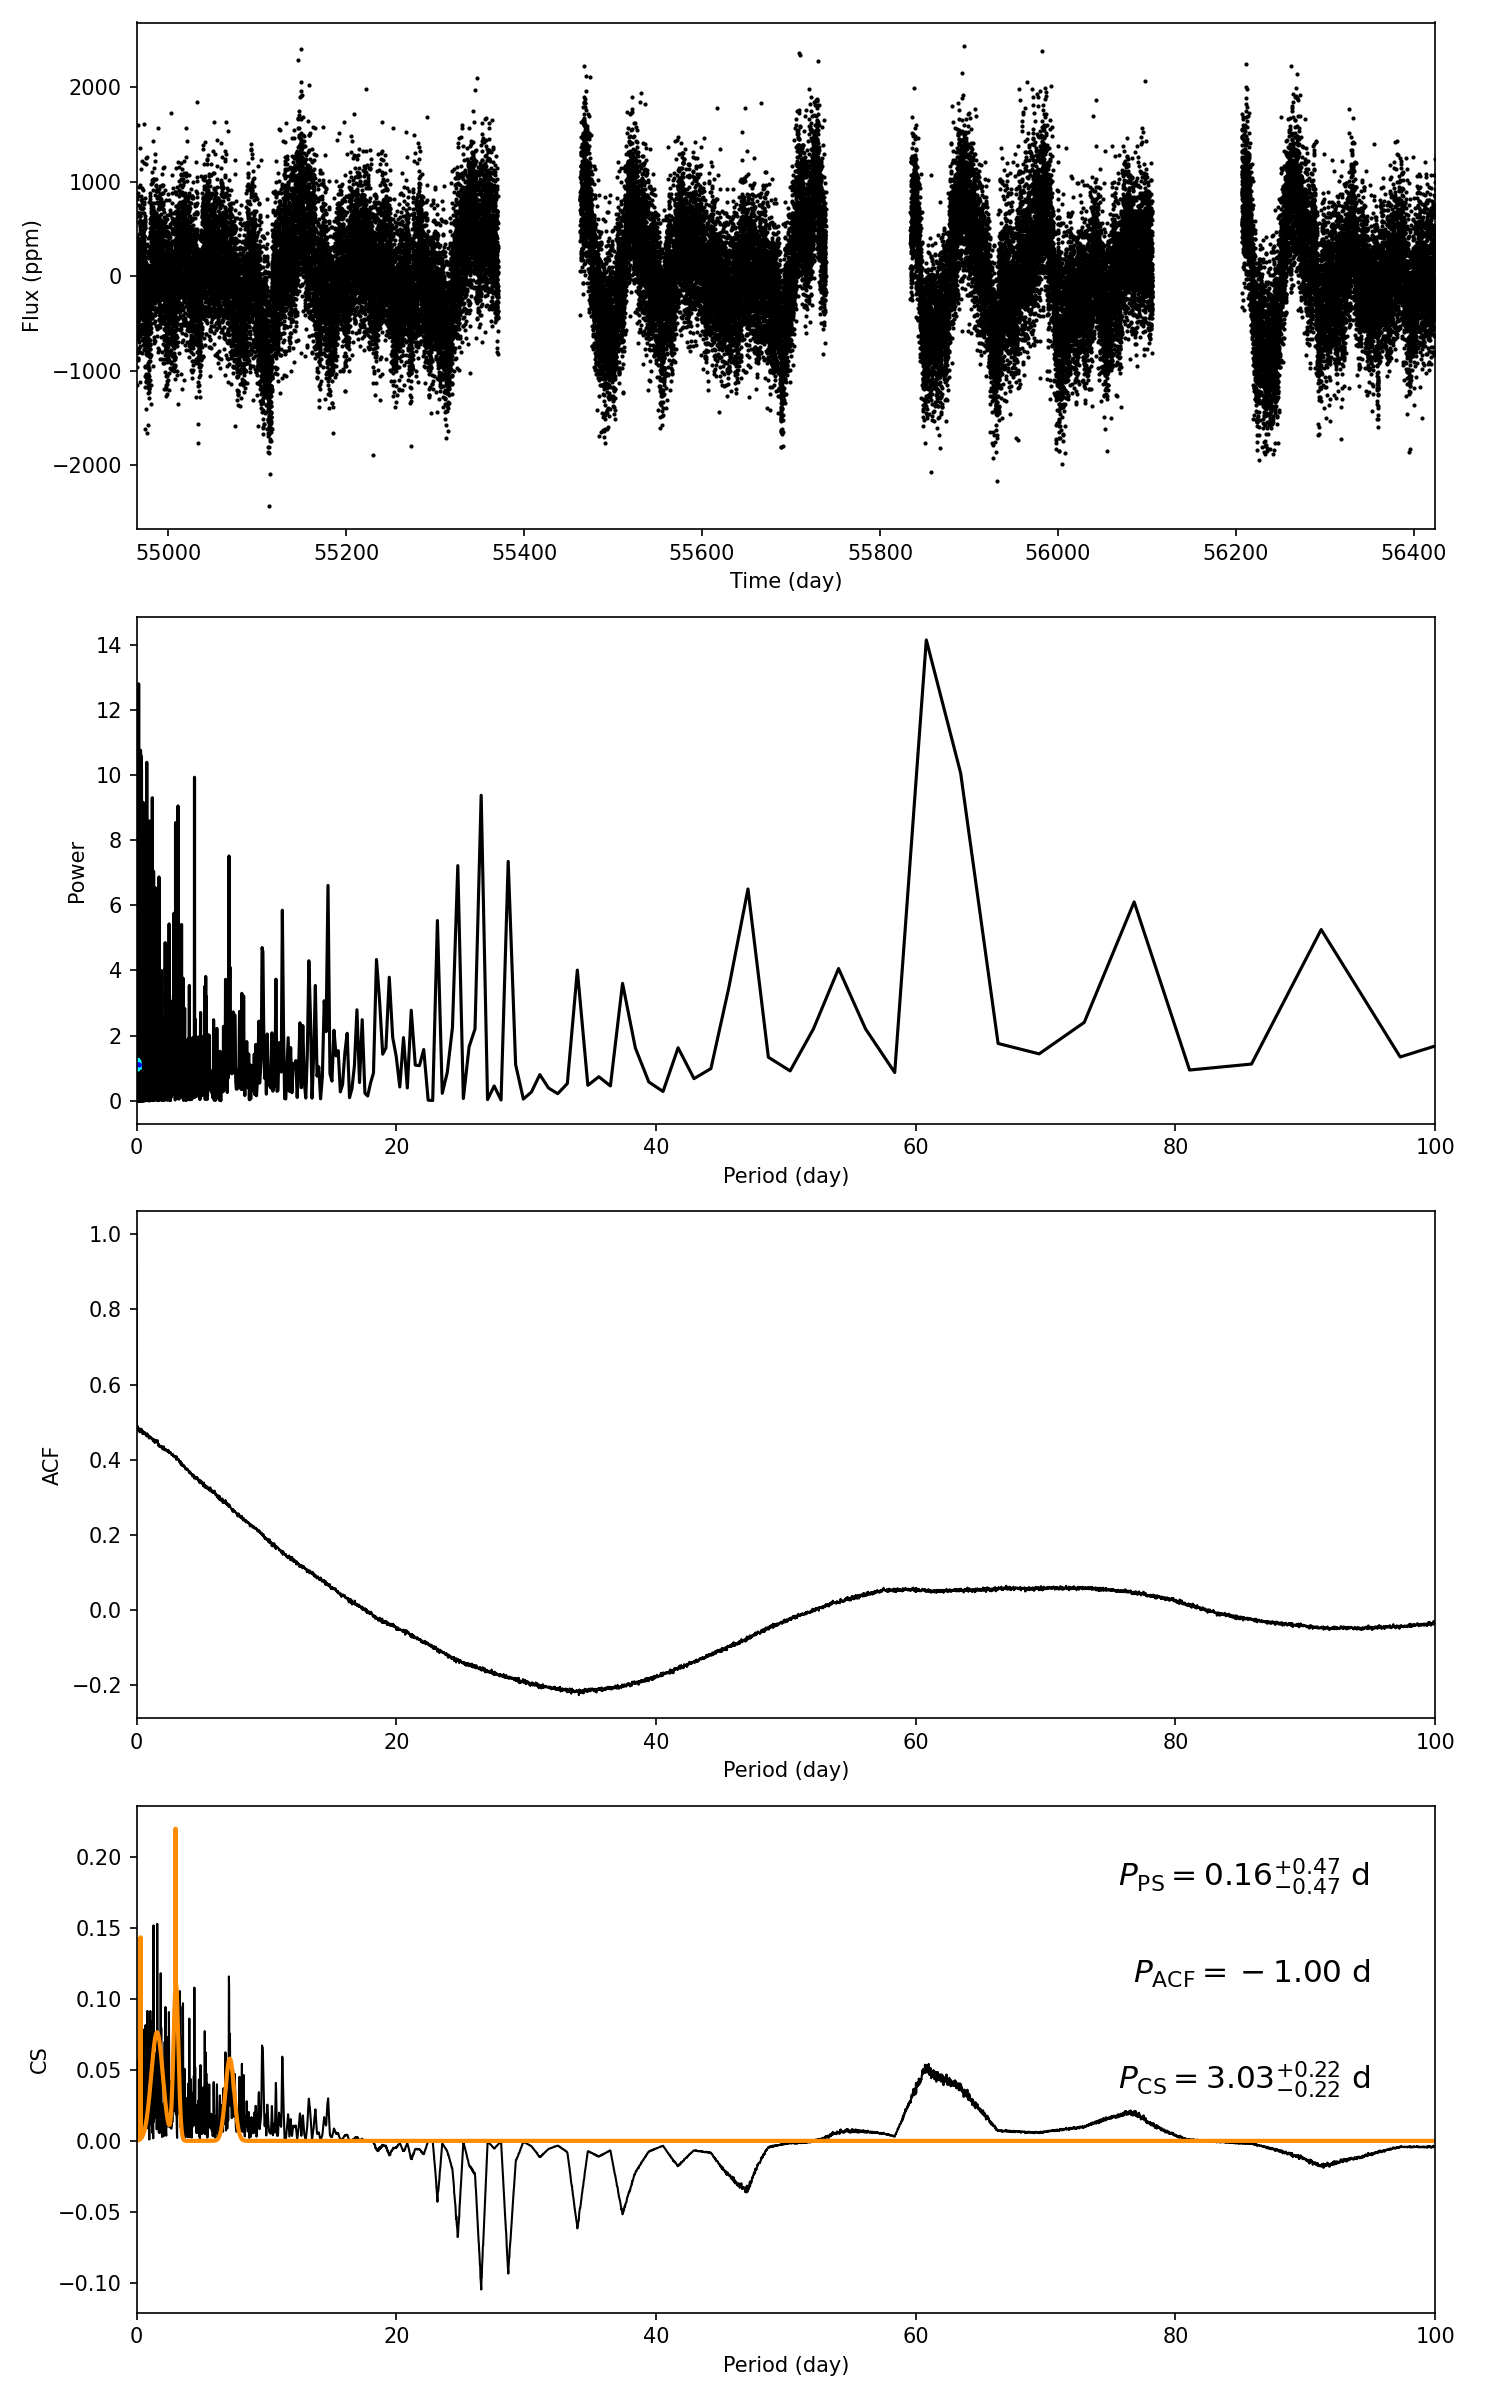 2000
1000
0
−1000
−2000
Flux (ppm)
55000 55200 55400 55600 55800 56000 56200 56400
Time (day)
14
12
10
8
6
4
2
0
Power
0 20 40 60 80 100
Period (day)
1.0
0.8
0.6
0.4
0.2
0.0
−0.2
ACF
0 20 40 60 80 100
Period (day)
0.20
0.15
0.10
0.05
0.00
−0.05
−0.10
CS
P_PS = 0.16^{+0.47}_{−0.47} d
P_ACF = −1.00 d
P_CS = 3.03^{+0.22}_{−0.22} d
0 20 40 60 80 100
Period (day)